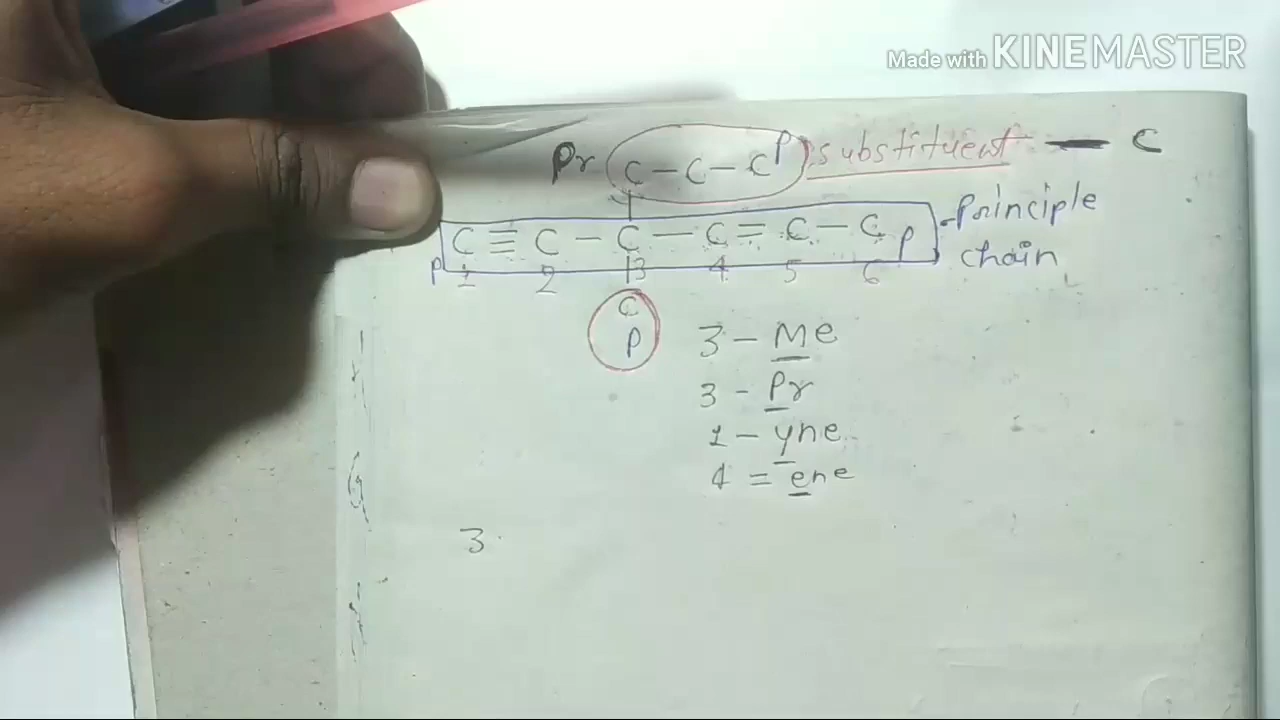 Made with KINEMASTER
Pr C – C – C P substituent — C
C ≡ C – C – C = C – C P - Principle
P 1 2 3 4 5 6 chain
C
P
3 – Me
3 - Pr
1 – yne
4 = ene
3